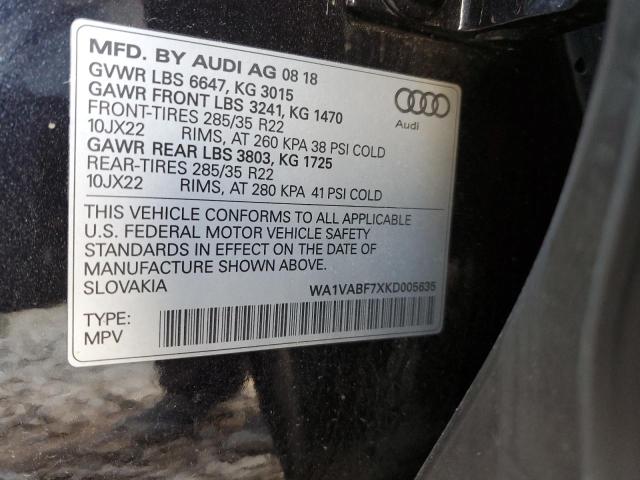 MFD. BY AUDI AG 08 18
GVWR LBS 6647, KG 3015
GAWR FRONT LBS 3241, KG 1470
FRONT-TIRES 285/35 R22
10JX22 RIMS, AT 260 KPA 38 PSI COLD
GAWR REAR LBS 3803, KG 1725
REAR-TIRES 285/35 R22
10JX22 RIMS, AT 280 KPA 41 PSI COLD
Audi
THIS VEHICLE CONFORMS TO ALL APPLICABLE
U.S. FEDERAL MOTOR VEHICLE SAFETY
STANDARDS IN EFFECT ON THE DATE OF
MANUFACTURE SHOWN ABOVE.
SLOVAKIA WA1VABF7XKD005635
TYPE:
MPV